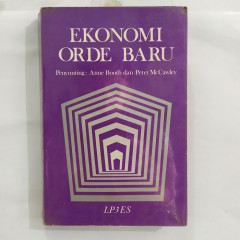 EKONOMI
ORDE BARU
Penyunting: Anne Booth dan Peter McCawley
LP3ES